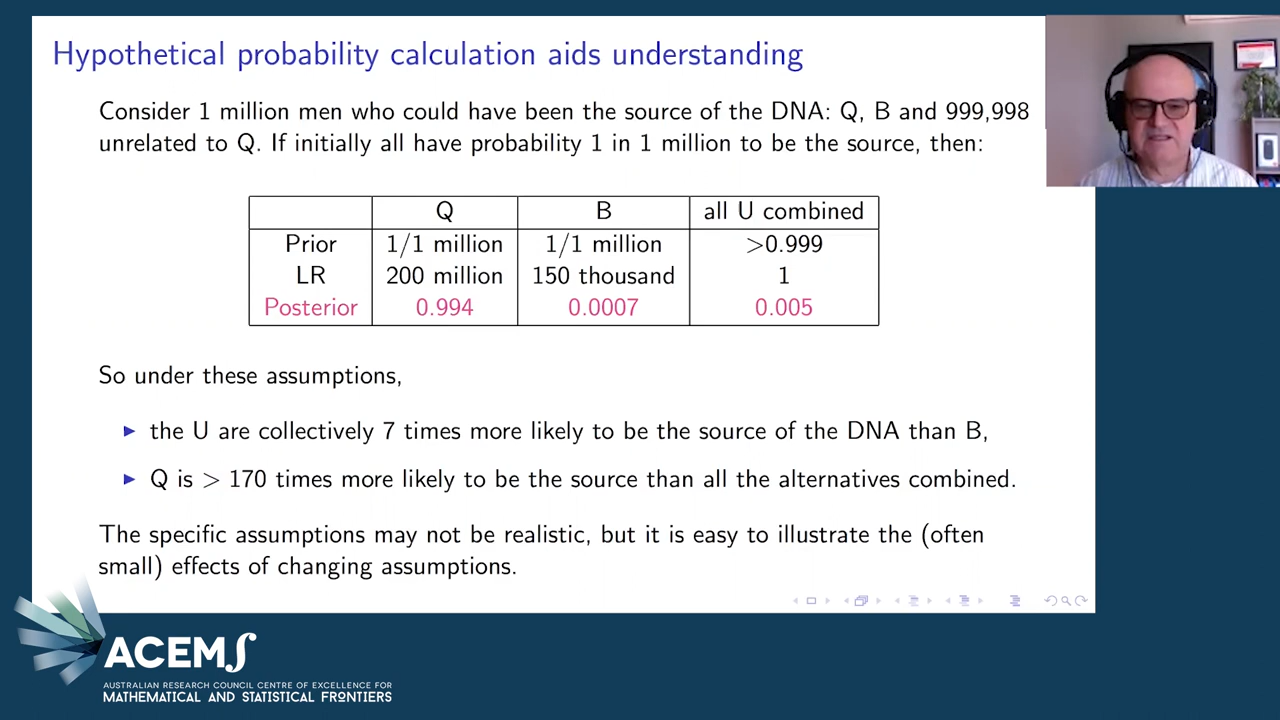 Hypothetical probability calculation aids understanding
Consider 1 million men who could have been the source of the DNA: Q, B and 999,998
unrelated to Q. If initially all have probability 1 in 1 million to be the source, then:
Q B all U combined
Prior 1/1 million 1/1 million >0.999
LR 200 million 150 thousand 1
Posterior 0.994 0.0007 0.005
So under these assumptions,
▶ the U are collectively 7 times more likely to be the source of the DNA than B,
▶ Q is > 170 times more likely to be the source than all the alternatives combined.
The specific assumptions may not be realistic, but it is easy to illustrate the (often
small) effects of changing assumptions.
ACEMS
AUSTRALIAN RESEARCH COUNCIL CENTRE OF EXCELLENCE FOR
MATHEMATICAL AND STATISTICAL FRONTIERS